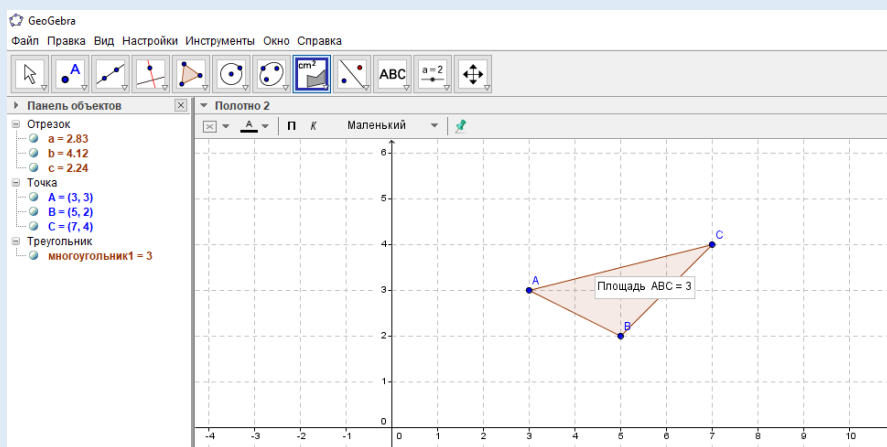 GeoGebra
Файл Правка Вид Настройки Инструменты Окно Справка
A cm² ABC a = 2
Панель объектов Полотно 2
A П К Маленький
Отрезок
a = 2.83
b = 4.12
c = 2.24
Точка
A = (3, 3)
B = (5, 2)
C = (7, 4)
Треугольник
многоугольник1 = 3
6
5
C
4
A
3
Площадь ABC = 3
B
2
1
0
-4 -3 -2 -1 0 1 2 3 4 5 6 7 8 9 10